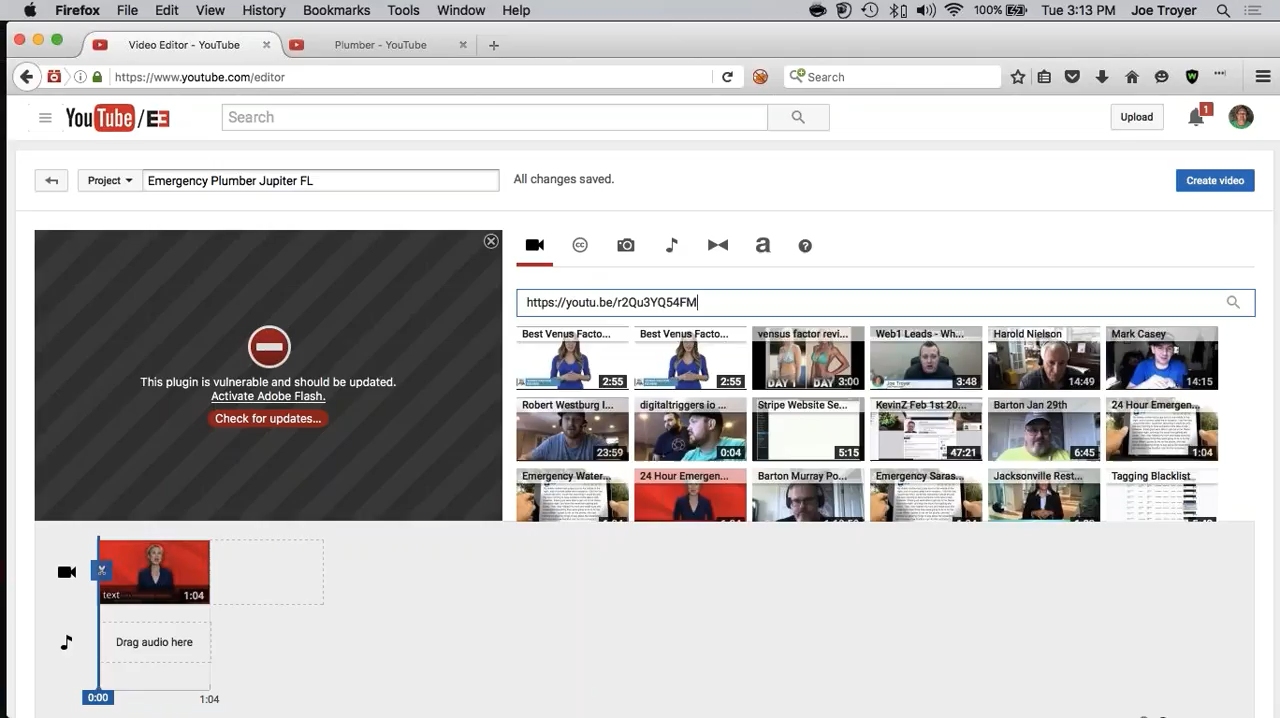 Firefox File Edit View History Bookmarks Tools Window Help 100% Tue 3:13 PM Joe Troyer
Video Editor - YouTube Plumber - YouTube
https://www.youtube.com/editor Search
YouTube / Search Upload 1
Project Emergency Plumber Jupiter FL All changes saved. Create video
a ?
This plugin is vulnerable and should be updated.
Activate Adobe Flash.
Check for updates...
https://youtu.be/r2Qu3YQ54FM
Best Venus Facto... Best Venus Facto... vensus factor revi... Web1 Leads - Wh... Harold Nielson Mark Casey
DAY 1
Joe Troyer
2:55 2:55 3:00 3:48 14:49 14:15
Robert Westburg I... digitaltriggers io ... Stripe Website Se... KevinZ Feb 1st 20... Barton Jan 29th 24 Hour Emergen...
23:59 0:04 5:15 47:21 6:45 1:04
Emergency Water... 24 Hour Emergen... Barton Murray Po... Emergency Saras... Jacksonville Rest... Tagging Blacklist
text 1:04
Drag audio here
0:00 1:04